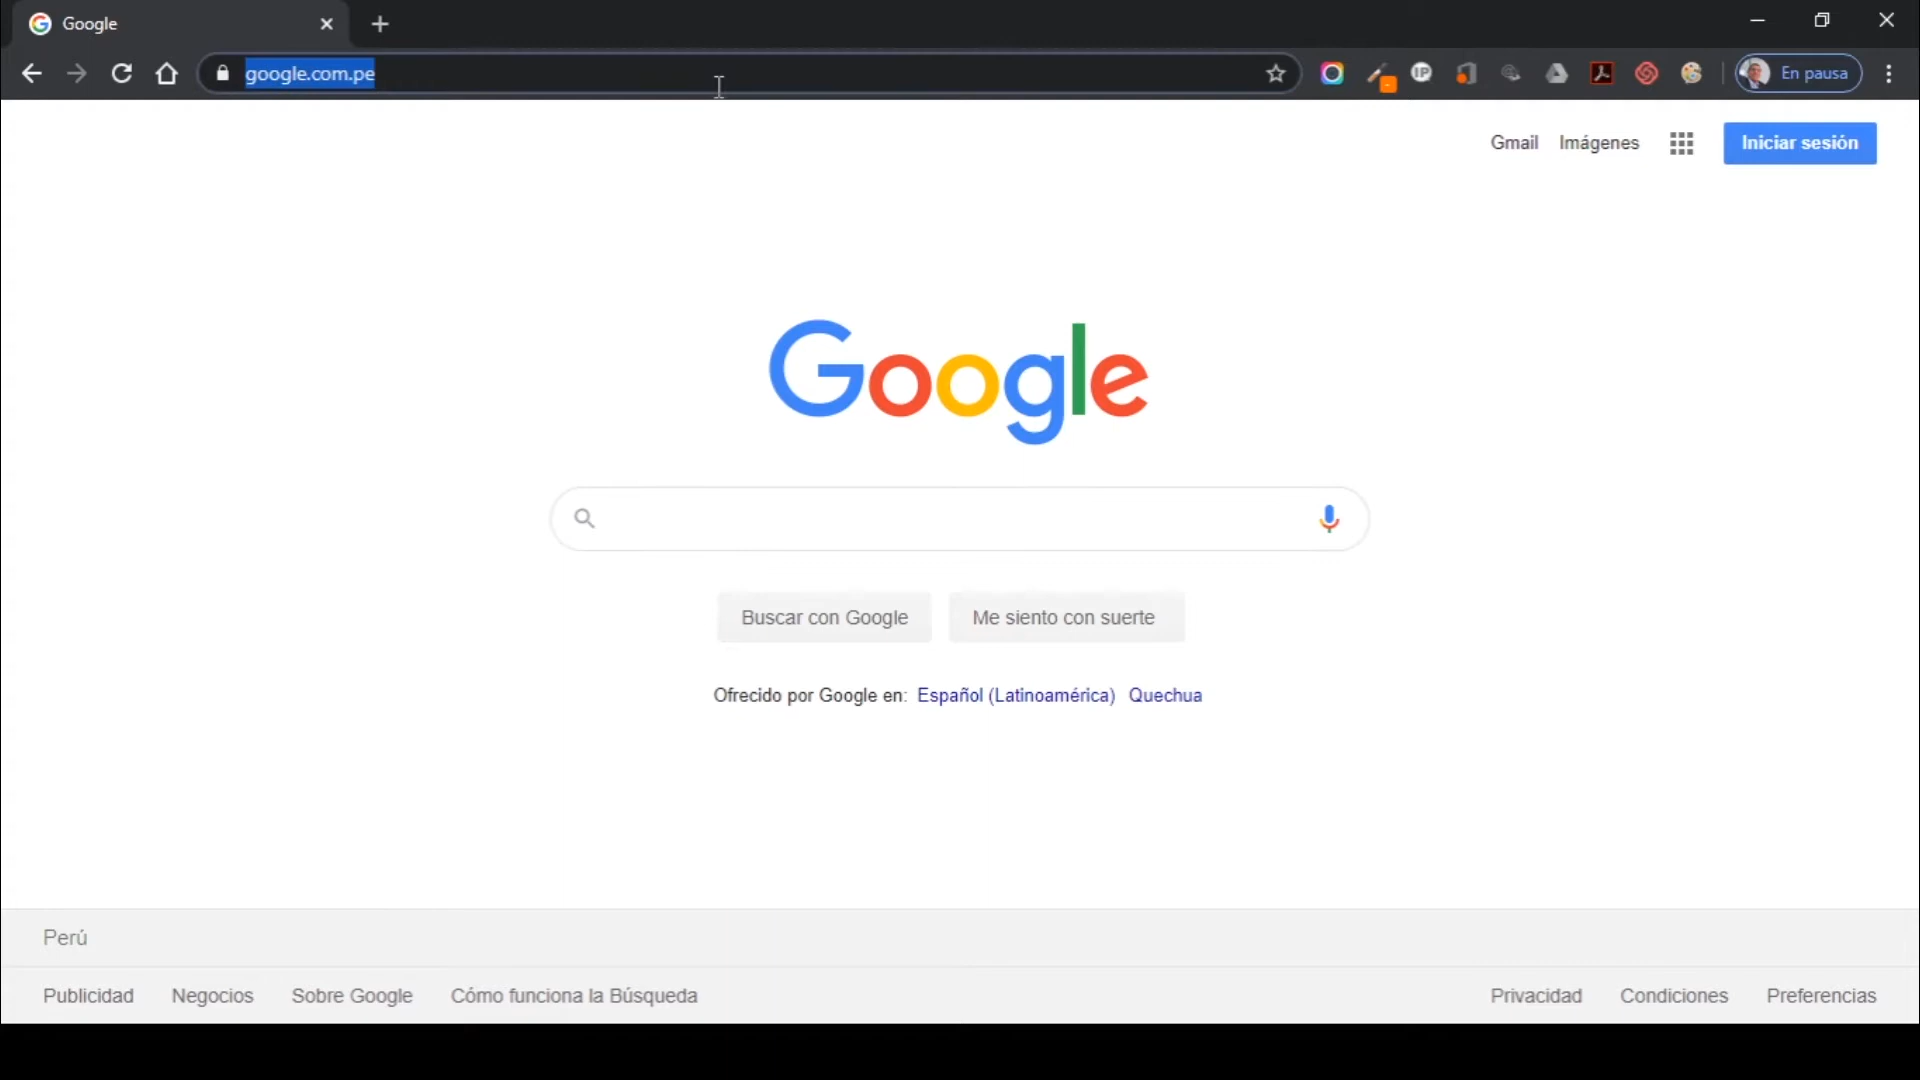 Google
google.com.pe
IP
En pausa
Gmail Imágenes Iniciar sesión
Google
Buscar con Google Me siento con suerte
Ofrecido por Google en: Español (Latinoamérica) Quechua
Perú
Publicidad Negocios Sobre Google Cómo funciona la Búsqueda Privacidad Condiciones Preferencias